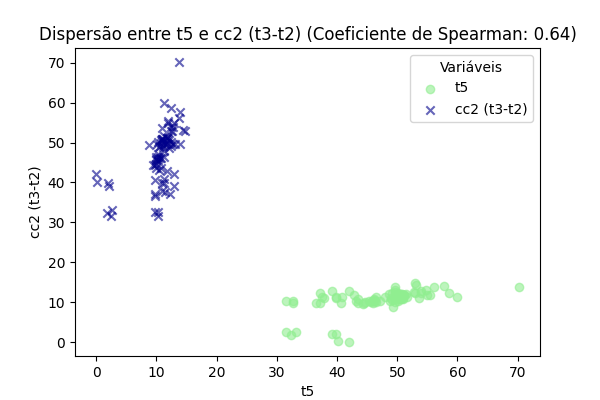 Dispersão entre t5 e cc2 (t3-t2) (Coeficiente de Spearman: 0.64)
Variáveis
t5
cc2 (t3-t2)
cc2 (t3-t2)
70
60
50
40
30
20
10
0
0 10 20 30 40 50 60 70
t5